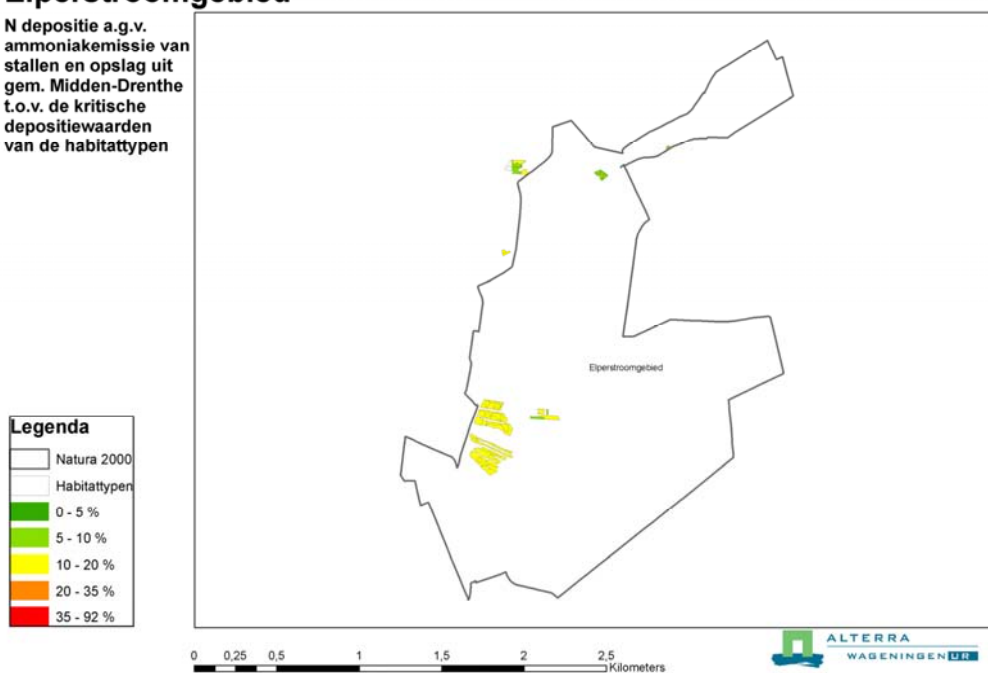 Elperstroomgebied
N depositie a.g.v.
ammoniakemissie van
stallen en opslag uit
gem. Midden-Drenthe
t.o.v. de kritische
depositiewaarden
van de habitattypen
Elperstroomgebied
Legenda
Natura 2000
Habitattypen
0 - 5 %
5 - 10 %
10 - 20 %
20 - 35 %
35 - 92 %
0 0,25 0,5 1 1,5 2 2,5
Kilometers
ALTERRA
WAGENINGEN UR